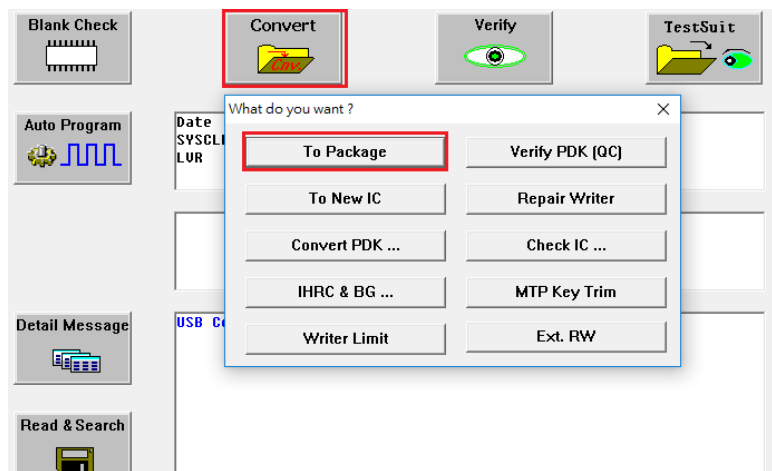 Blank Check
Convert
Cnv.
Verify
TestSuit
Auto Program
Date
LVR
What do you want ?
To Package
Verify PDK (QC)
To New IC
Repair Writer
Convert PDK ...
Check IC ...
IHRC & BG ...
MTP Key Trim
Writer Limit
Ext. RW
Detail Message
USB
Read & Search